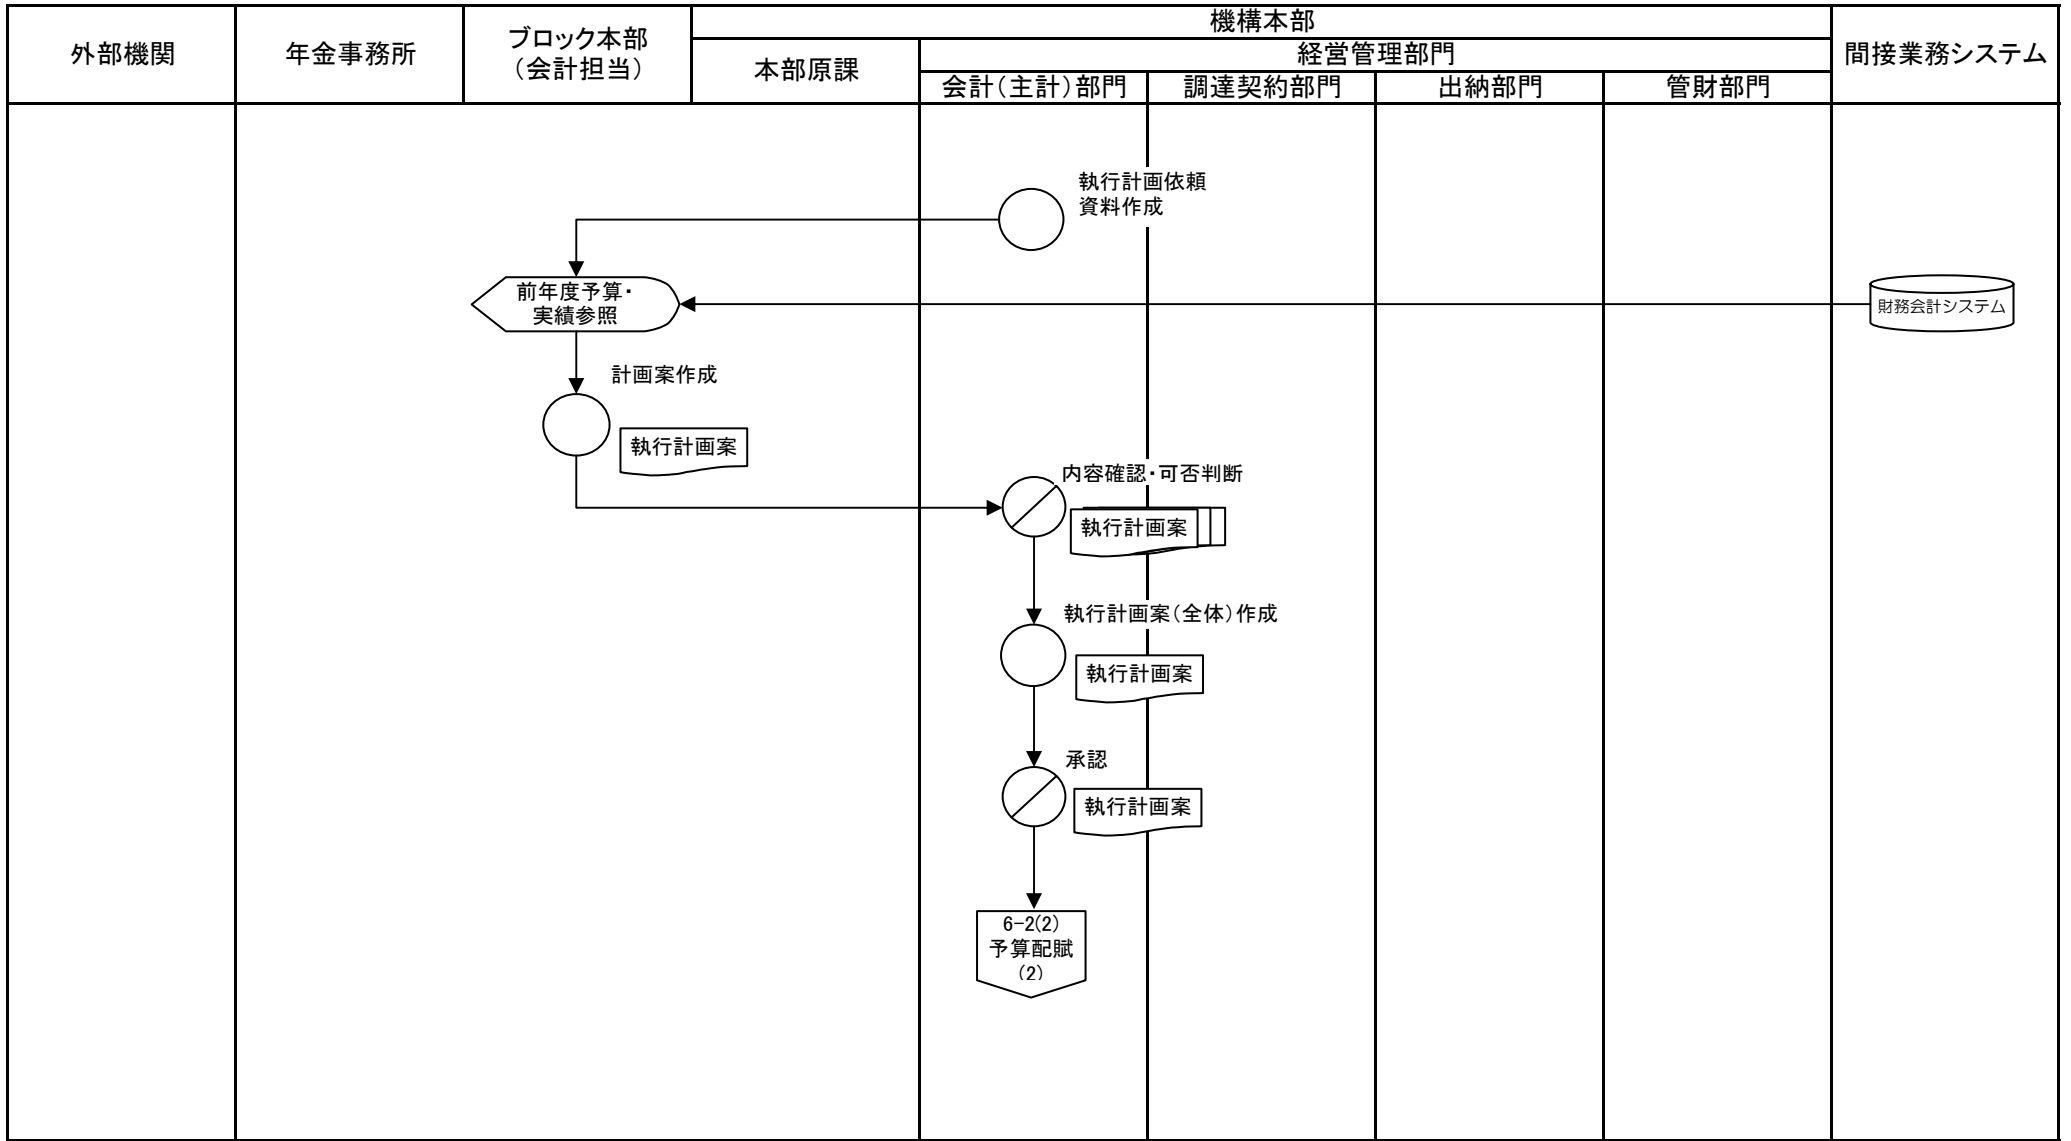 外部機関
年金事務所
ブロック本部
（会計担当）
機構本部
本部原課
経営管理部門
会計（主計）部門
調達契約部門
出納部門
管財部門
間接業務システム
執行計画依頼
資料作成
前年度予算・
実績参照
財務会計システム
計画案作成
執行計画案
内容確認・可否判断
執行計画案
執行計画案（全体）作成
執行計画案
承認
執行計画案
6-2(2)
予算配賦
(2)